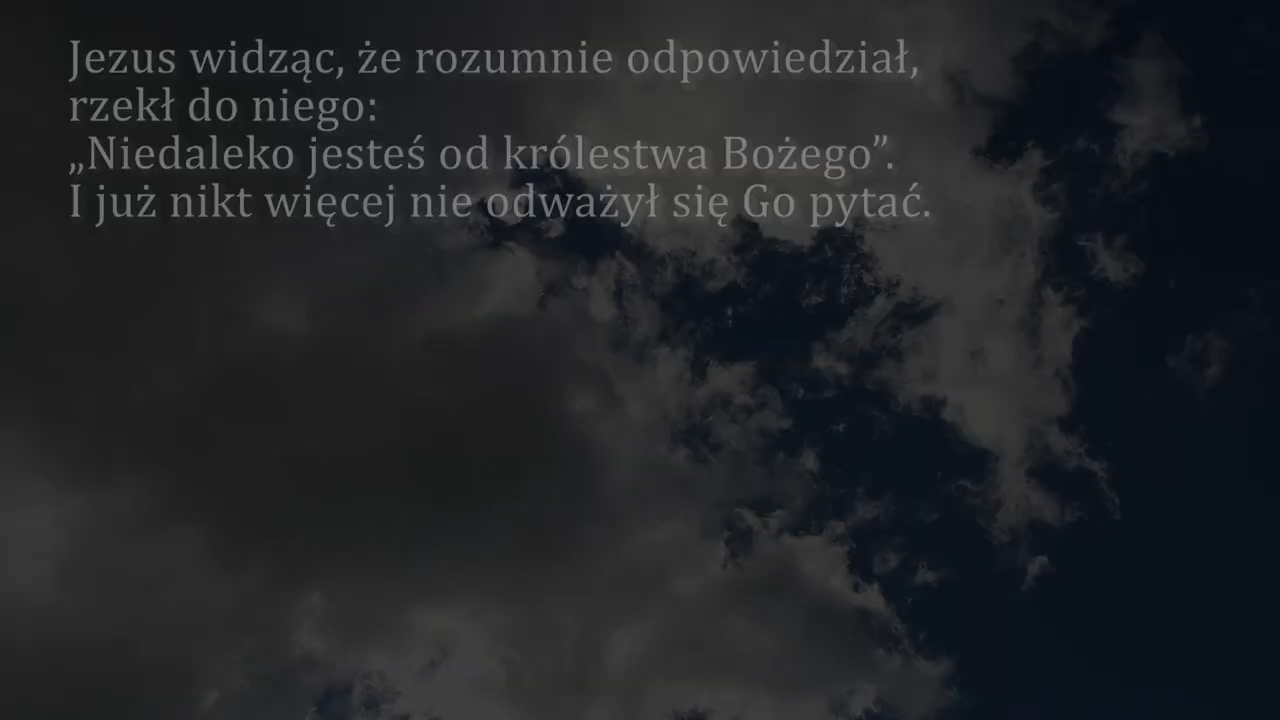 Jezus widząc, że rozumnie odpowiedział,
rzekł do niego:
„Niedaleko jesteś od królestwa Bożego”.
I już nikt więcej nie odważył się Go pytać.